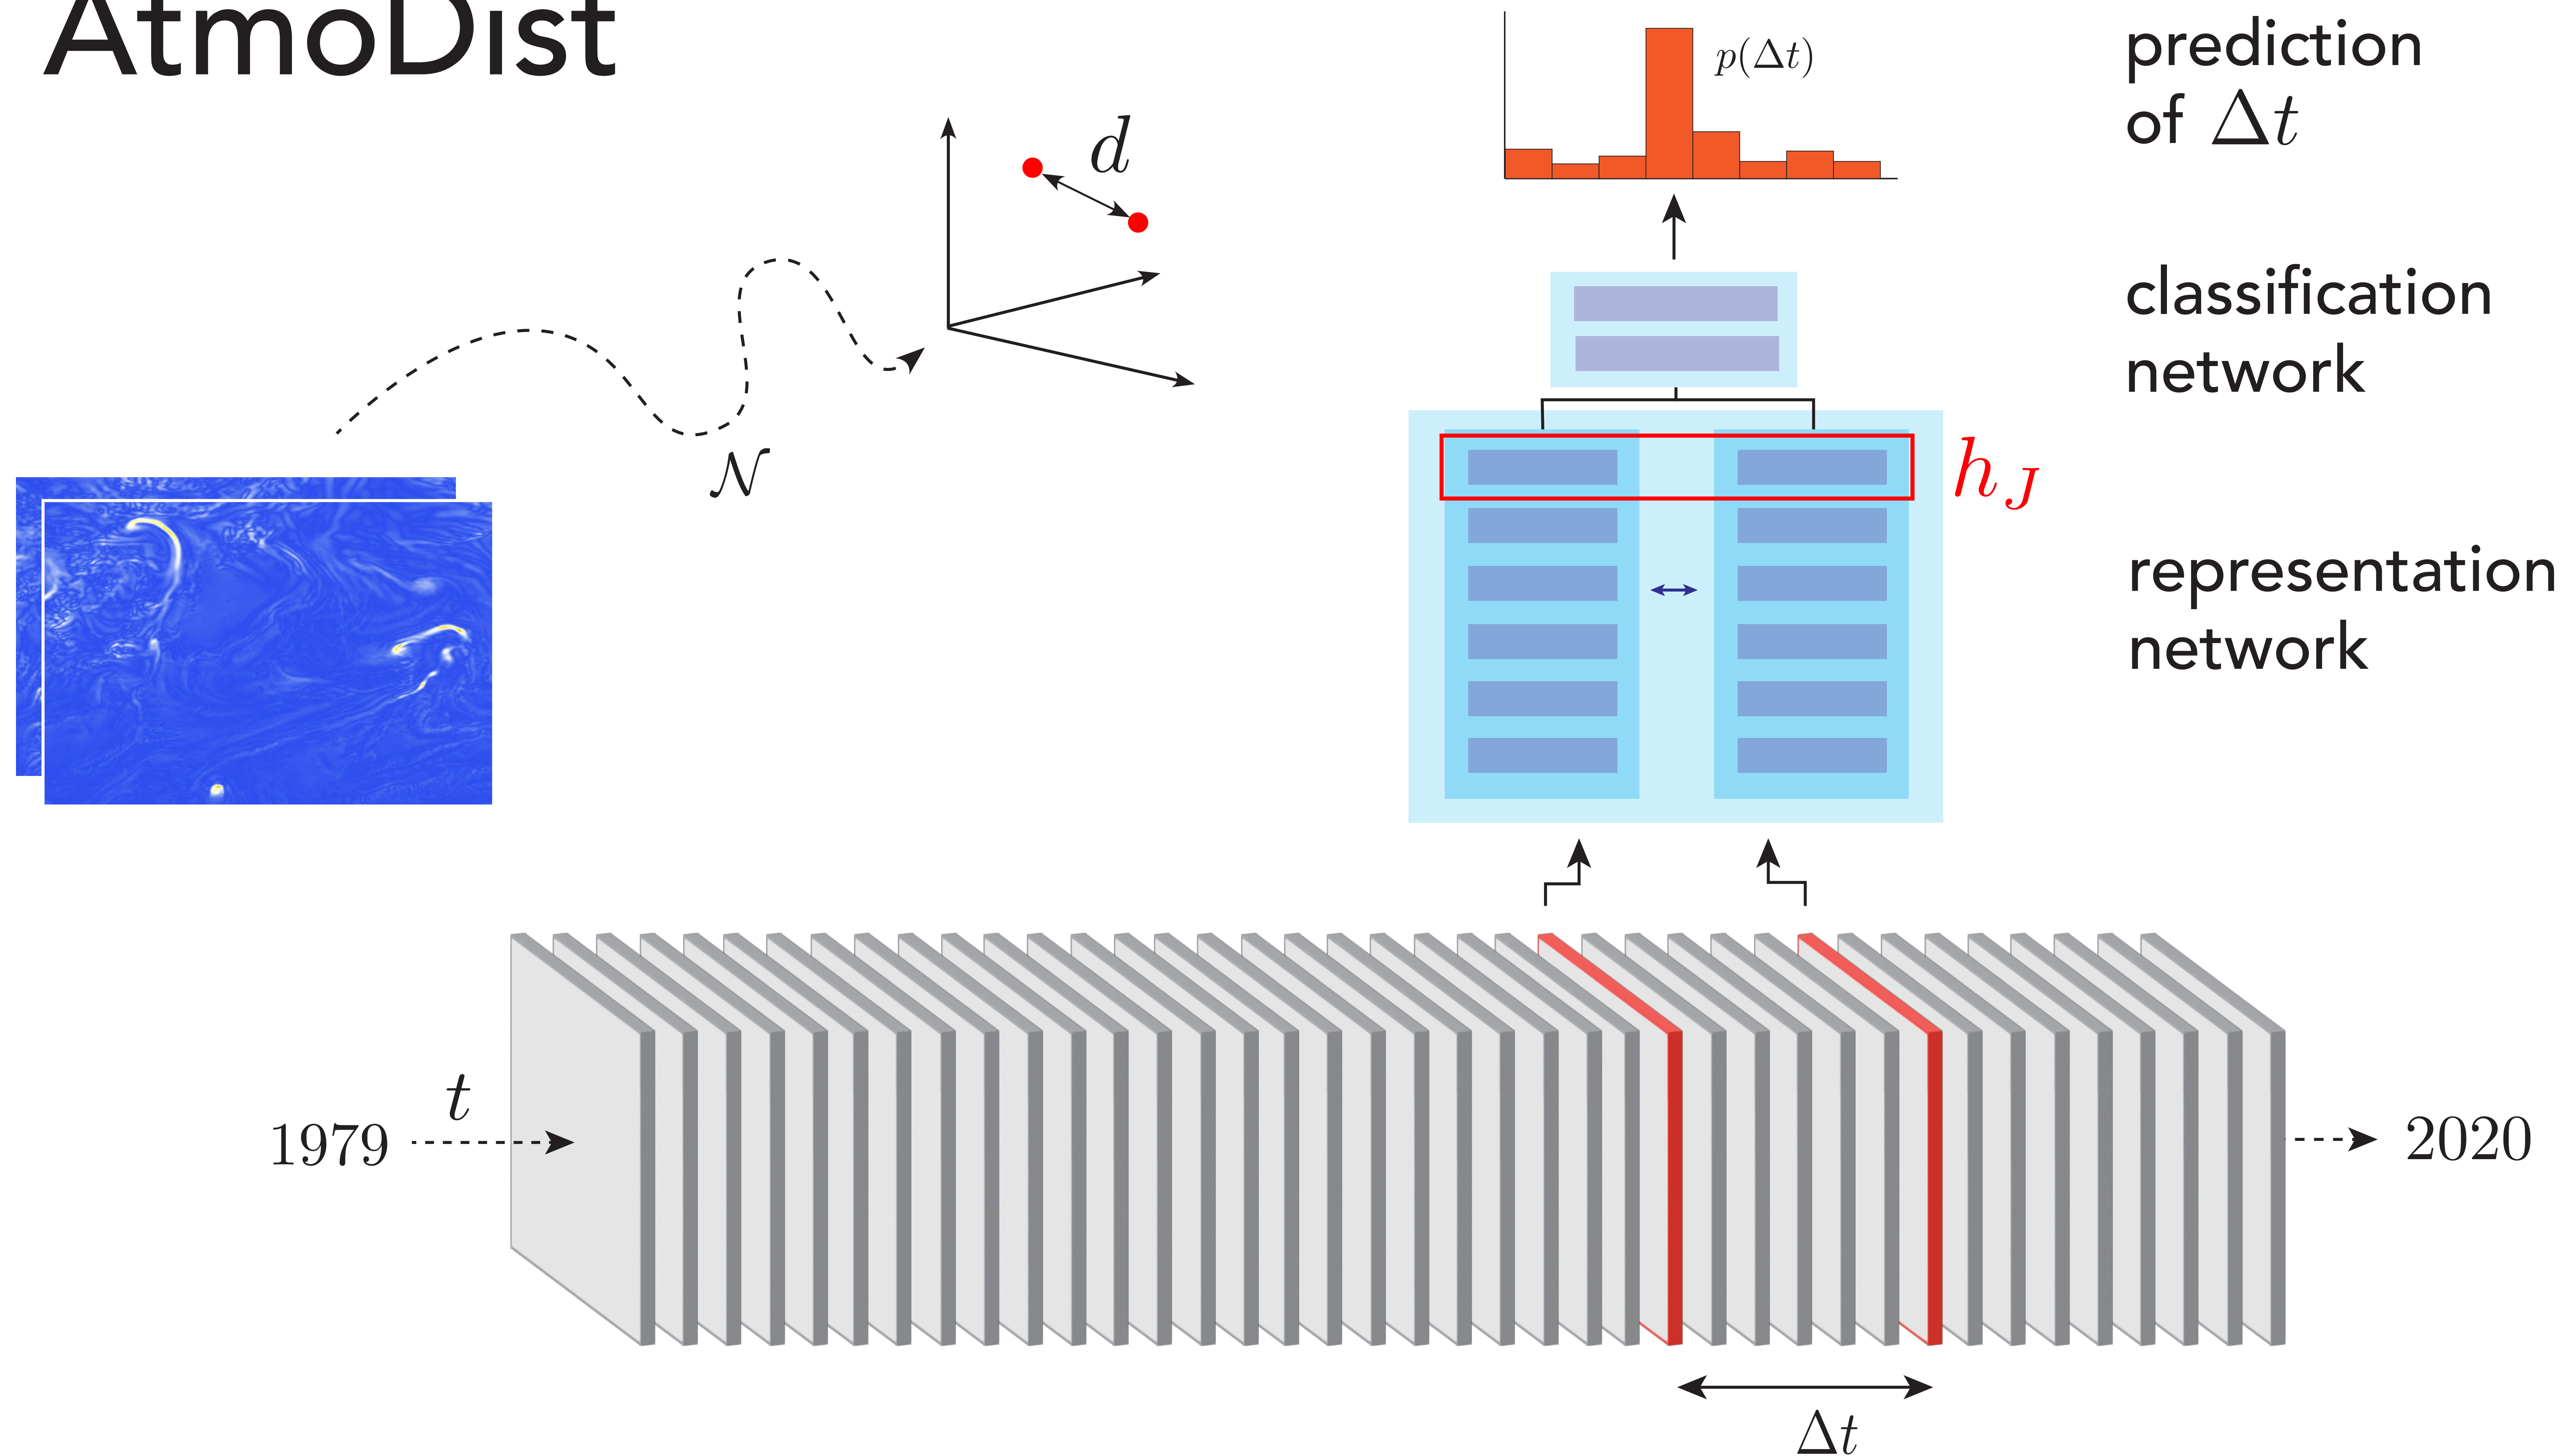 AtmoDist
d
𝒩
p(Δt)
prediction
of Δt
classification
network
h_J
representation
network
t
1979
2020
Δt